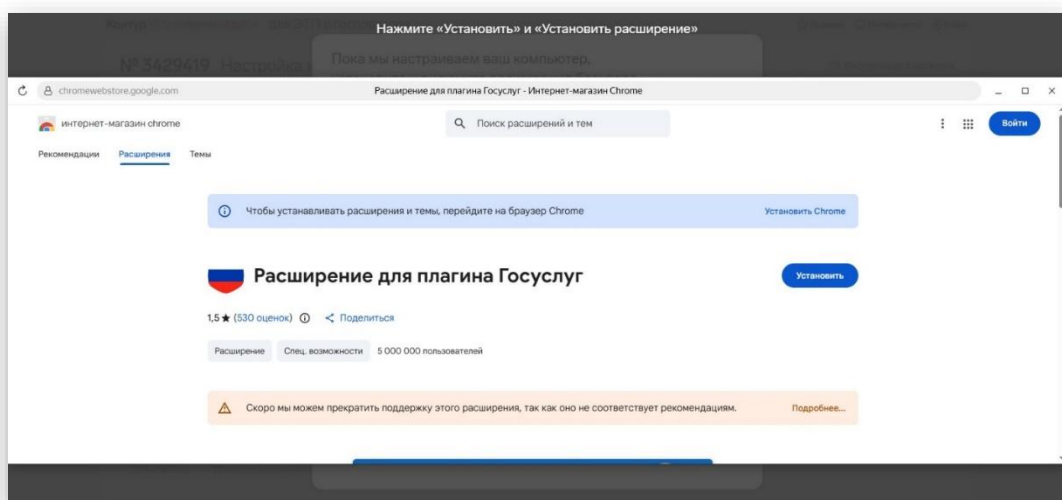 Нажмите «Установить» и «Установить расширение»
№ 3429419 Настройка
Пока мы настраиваем ваш компьютер,
chromewebstore.google.com
Расширение для плагина Госуслуг - Интернет-магазин Chrome
интернет-магазин chrome
Поиск расширений и тем
Войти
Рекомендации Расширения Темы
Чтобы устанавливать расширения и темы, перейдите на браузер Chrome Установить Chrome
Расширение для плагина Госуслуг
Установить
1,5 ★ (530 оценок) Поделиться
Расширение Спец. возможности 5 000 000 пользователей
Скоро мы можем прекратить поддержку этого расширения, так как оно не соответствует рекомендациям. Подробнее...